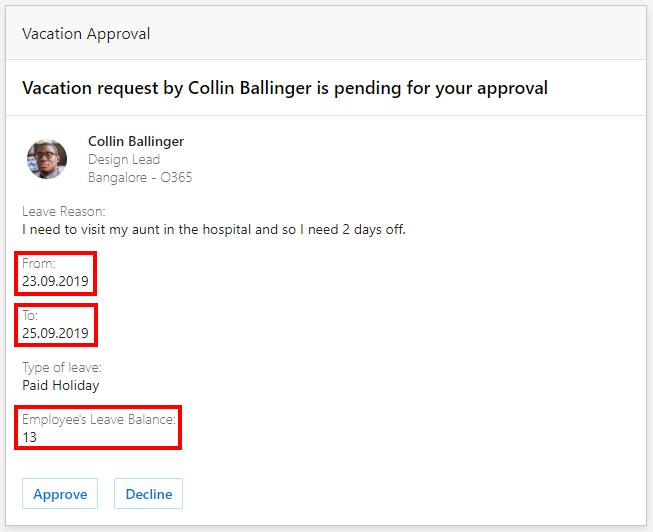 Vacation Approval
Vacation request by Collin Ballinger is pending for your approval
Collin Ballinger
Design Lead
Bangalore - O365
Leave Reason:
I need to visit my aunt in the hospital and so I need 2 days off.
From:
23.09.2019
To:
25.09.2019
Type of leave:
Paid Holiday
Employee's Leave Balance:
13
Approve Decline